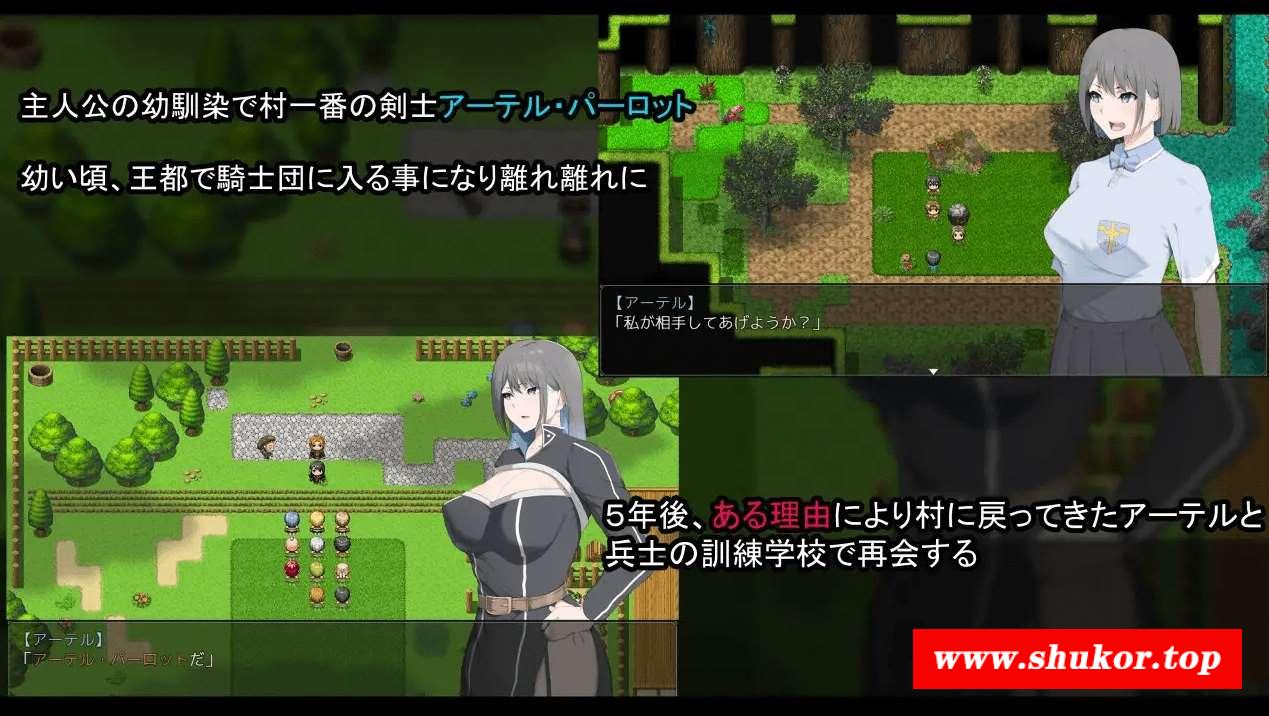 主人公の幼馴染で村一番の剣士アーテル・パーロット
幼い頃、王都で騎士団に入る事になり離れ離れに
【アーテル】
「私が相手してあげようか？」
５年後、ある理由により村に戻ってきたアーテルと
兵士の訓練学校で再会する
【アーテル】
「アーテル・パーロットだ」
www.shukor.top